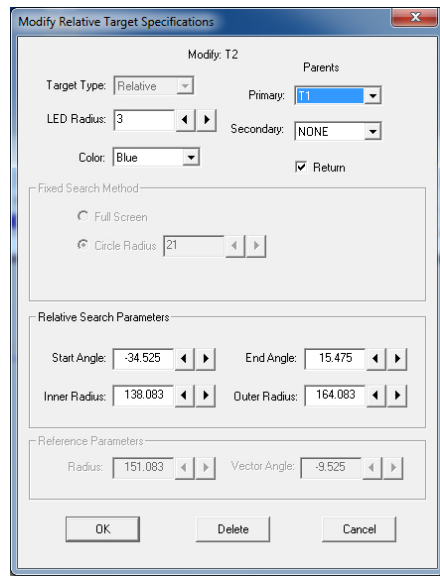 Modify Relative Target Specifications
Modify: T2
Parents
Target Type: Relative
Primary: T1
LED Radius: 3
Secondary: NONE
Color: Blue
Return
Fixed Search Method
Full Screen
Circle Radius 21
Relative Search Parameters
Start Angle: -34.525 End Angle: 15.475
Inner Radius: 138.083 Outer Radius: 164.083
Reference Parameters
Radius: 151.083 Vector Angle: -9.525
OK Delete Cancel